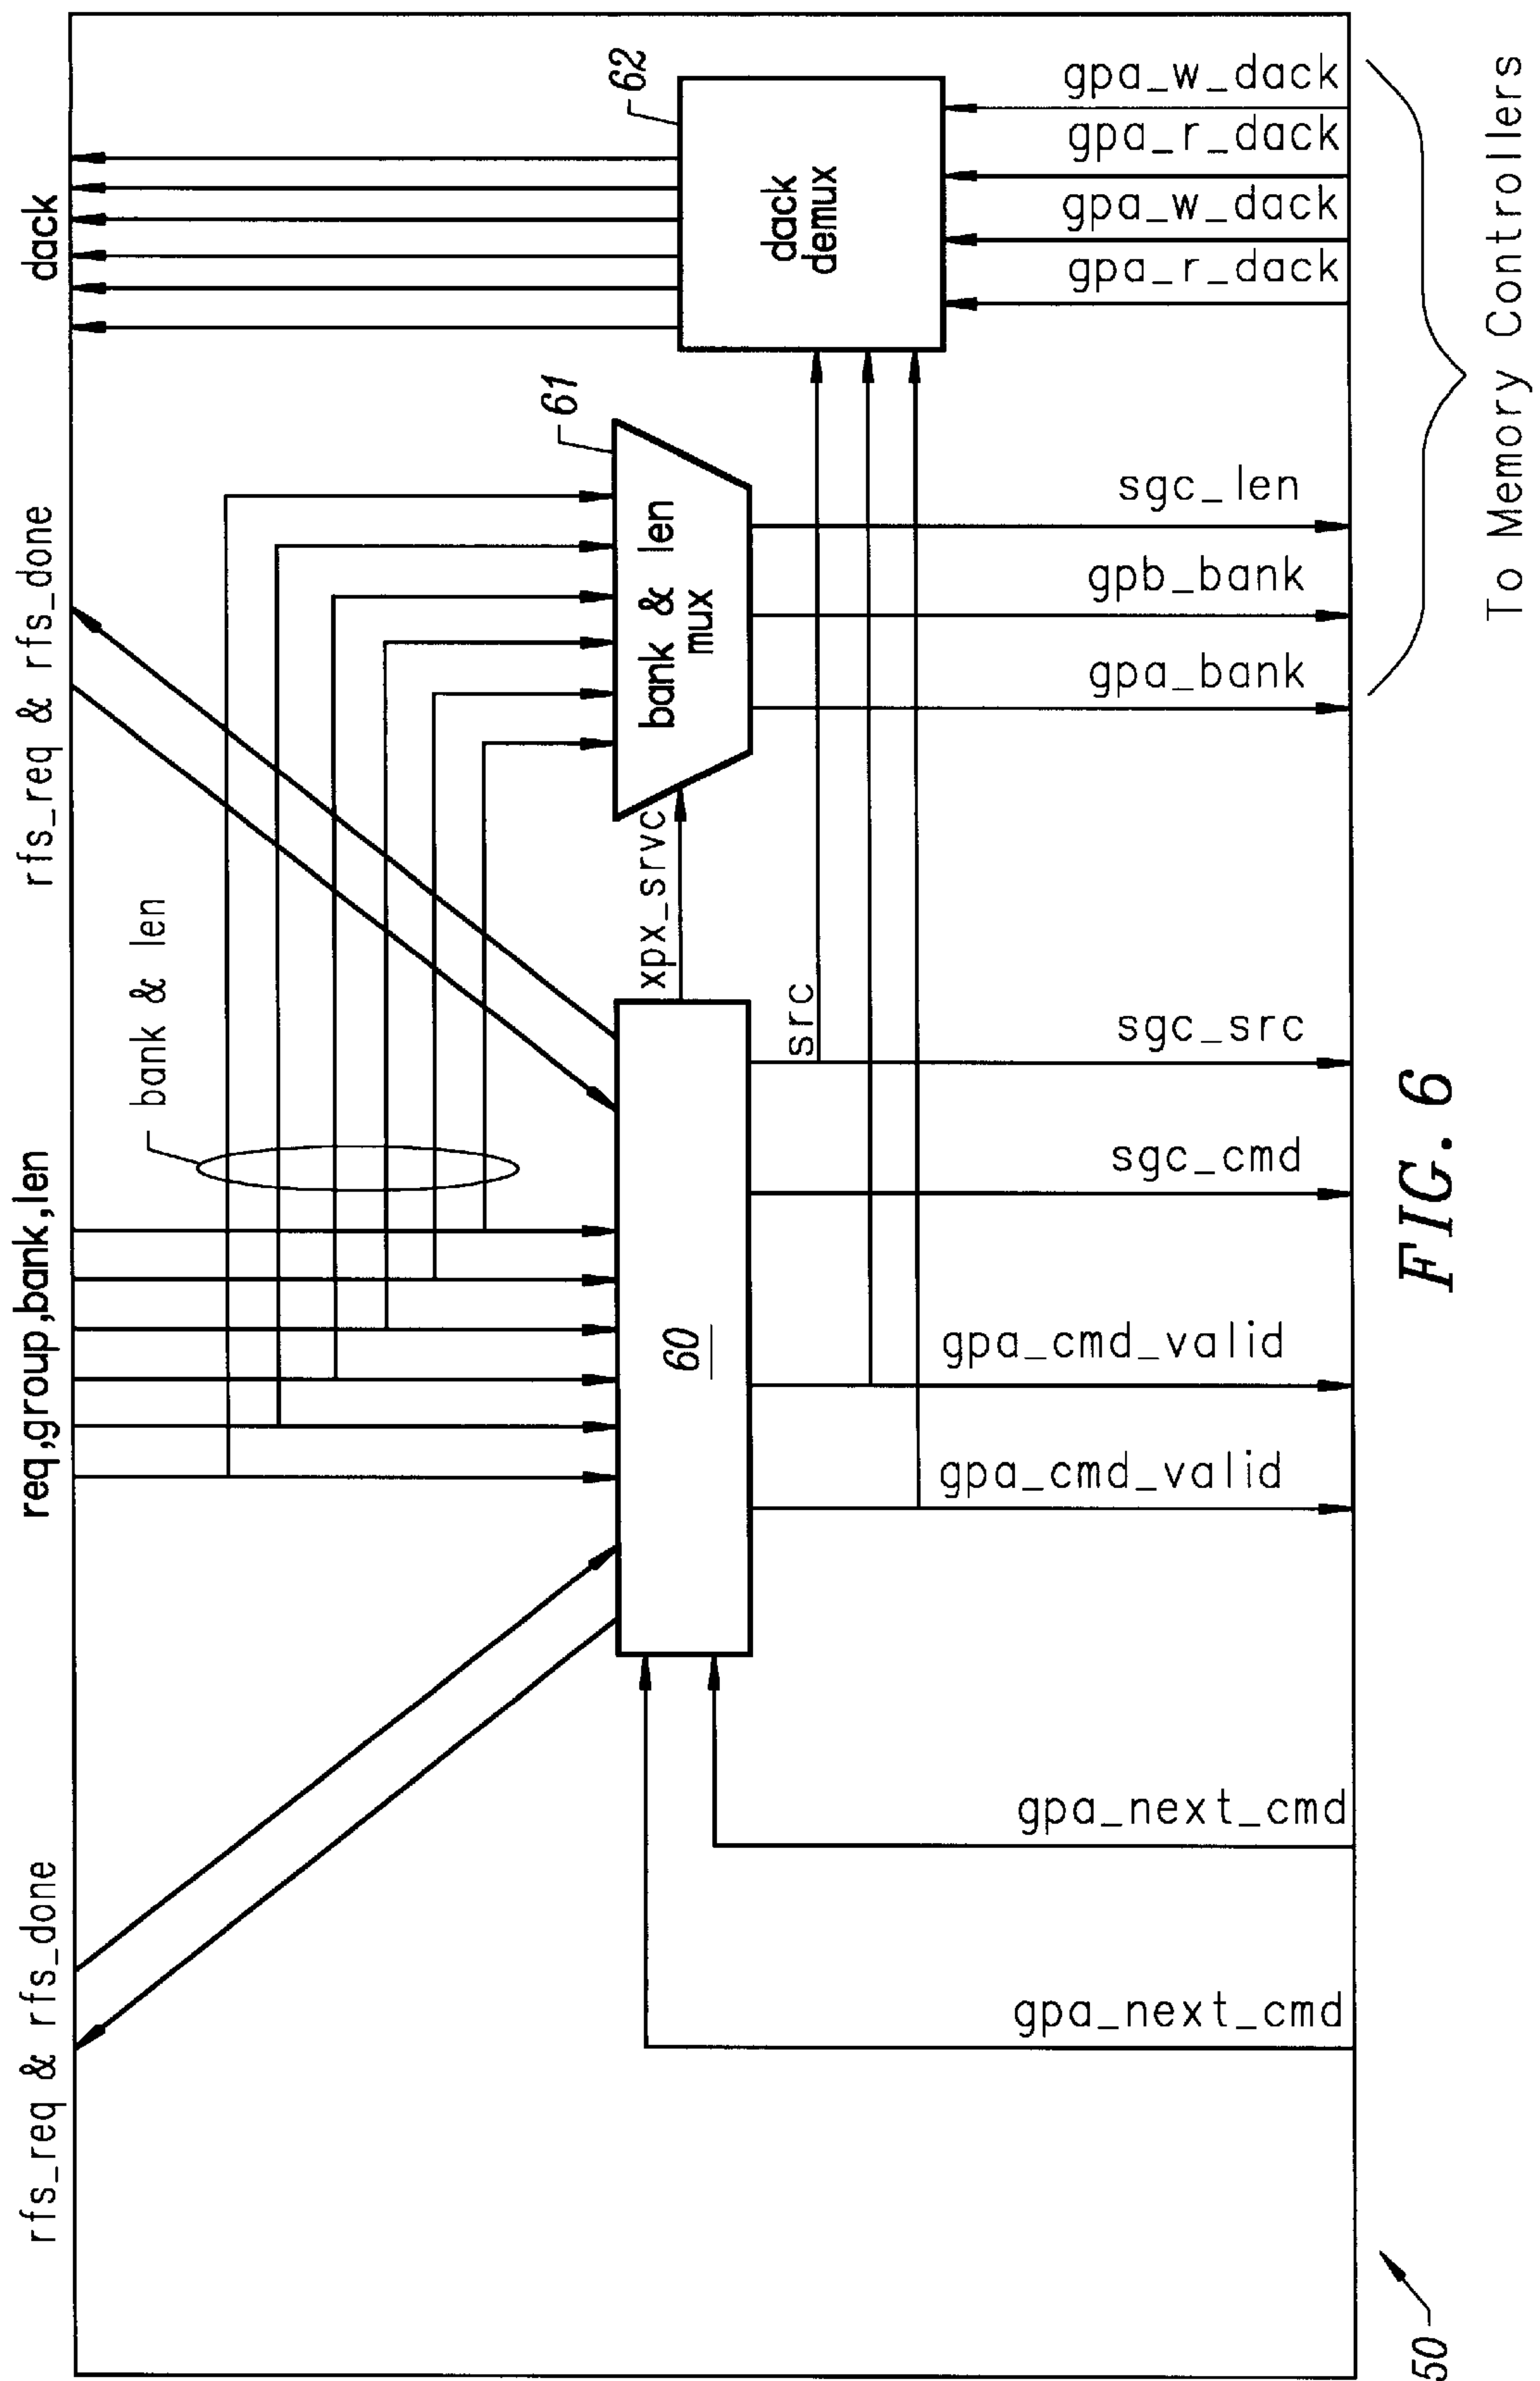 rfs_req & rfs_done
req,group,bank,len
rfs_req & rfs_done
dack
bank & len
62
61
dack
demux
bank & len
mux
xpx_srvc
60
src
gpa_next_cmd
gpa_next_cmd
gpa_cmd_valid
gpa_cmd_valid
sgc_cmd
sgc_src
gpa_bank
gpb_bank
sgc_len
gpa_r_dack
gpa_w_dack
gpa_r_dack
gpa_w_dack
50
To Memory Controllers
FIG. 6